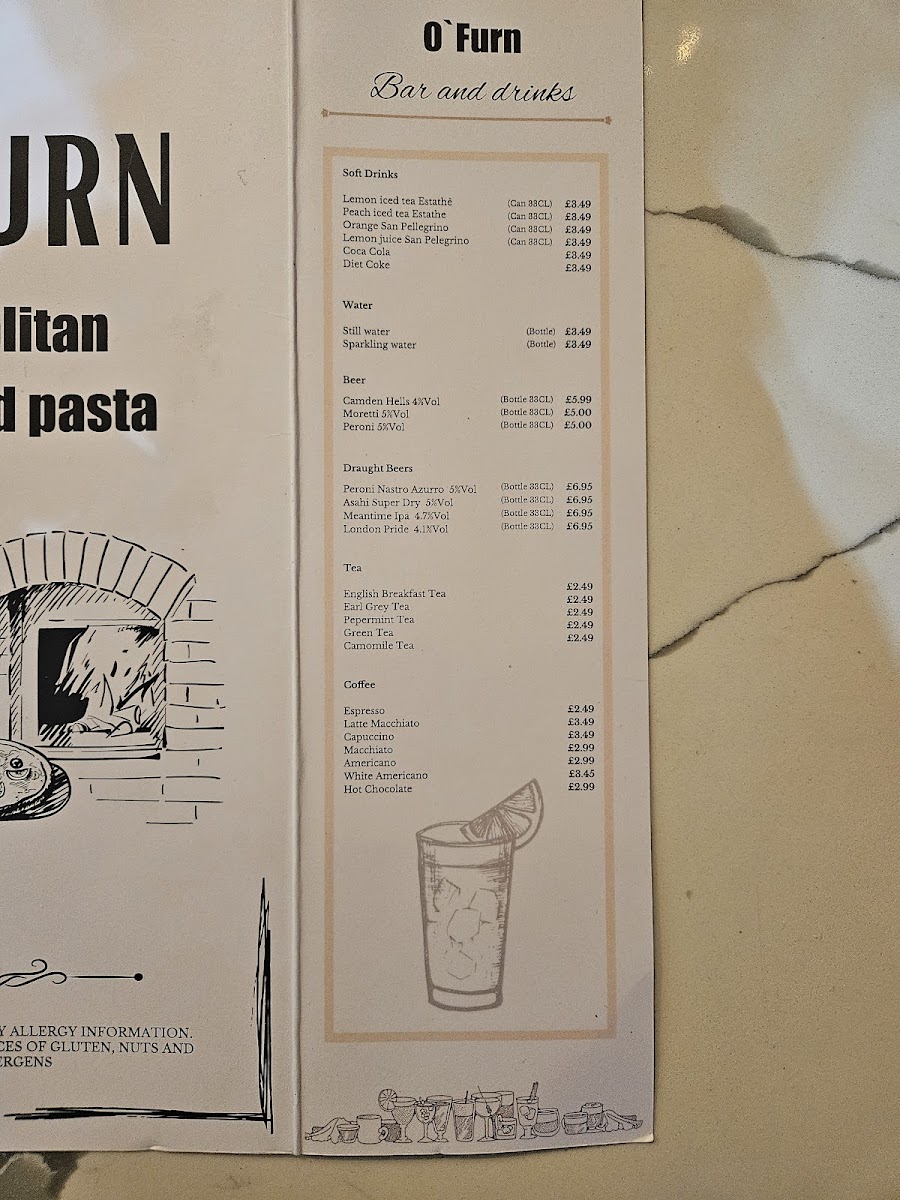 URN
litan
d pasta
Y ALLERGY INFORMATION.
CES OF GLUTEN, NUTS AND
ERGENS
O`Furn
Bar and drinks
Soft Drinks
Lemon iced tea Estathè (Can 33CL) £3.49
Peach iced tea Estathe (Can 33CL) £3.49
Orange San Pellegrino (Can 33CL) £3.49
Lemon juice San Pelegrino (Can 33CL) £3.49
Coca Cola £3.49
Diet Coke £3.49
Water
Still water (Bottle) £3.49
Sparkling water (Bottle) £3.49
Beer
Camden Hells 4%Vol (Bottle 33CL) £5.99
Moretti 5%Vol (Bottle 33CL) £5.00
Peroni 5%Vol (Bottle 33CL) £5.00
Draught Beers
Peroni Nastro Azurro 5%Vol (Bottle 33CL) £6.95
Asahi Super Dry 5%Vol (Bottle 33CL) £6.95
Meantime Ipa 4.7%Vol (Bottle 33CL) £6.95
London Pride 4.1%Vol (Bottle 33CL) £6.95
Tea
English Breakfast Tea £2.49
Earl Grey Tea £2.49
Pepermint Tea £2.49
Green Tea £2.49
Camomile Tea £2.49
Coffee
Espresso £2.49
Latte Macchiato £3.49
Capuccino £3.49
Macchiato £2.99
Americano £2.99
White Americano £3.45
Hot Chocolate £2.99